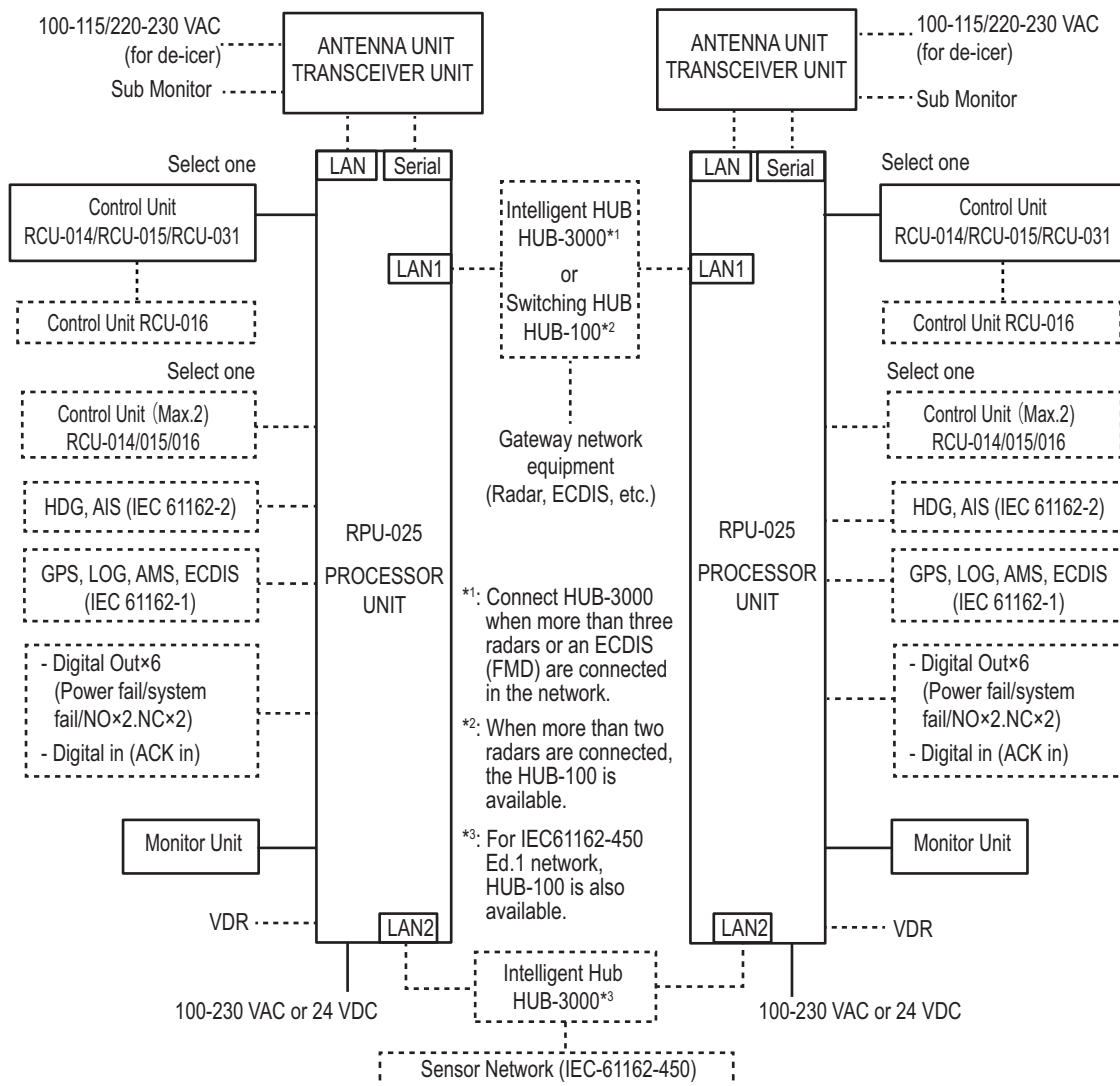 100-115/220-230 VAC
(for de-icer)
Sub Monitor
ANTENNA UNIT
TRANSCEIVER UNIT
LAN
Serial
Select one
Control Unit
RCU-014/RCU-015/RCU-031
Control Unit RCU-016
Select one
Control Unit (Max.2)
RCU-014/015/016
HDG, AIS (IEC 61162-2)
GPS, LOG, AMS, ECDIS
(IEC 61162-1)
- Digital Out×6
(Power fail/system
fail/NO×2.NC×2)
- Digital in (ACK in)
Monitor Unit
VDR
LAN1
RPU-025
PROCESSOR
UNIT
LAN2
100-230 VAC or 24 VDC
Intelligent HUB
HUB-3000*1
or
Switching HUB
HUB-100*2
Gateway network
equipment
(Radar, ECDIS, etc.)
*1: Connect HUB-3000
when more than three
radars or an ECDIS
(FMD) are connected
in the network.
*2: When more than two
radars are connected,
the HUB-100 is
available.
*3: For IEC61162-450
Ed.1 network,
HUB-100 is also
available.
Intelligent Hub
HUB-3000*3
Sensor Network (IEC-61162-450)
ANTENNA UNIT
TRANSCEIVER UNIT
100-115/220-230 VAC
(for de-icer)
Sub Monitor
LAN
Serial
LAN1
RPU-025
PROCESSOR
UNIT
LAN2
Select one
Control Unit
RCU-014/RCU-015/RCU-031
Control Unit RCU-016
Select one
Control Unit (Max.2)
RCU-014/015/016
HDG, AIS (IEC 61162-2)
GPS, LOG, AMS, ECDIS
(IEC 61162-1)
- Digital Out×6
(Power fail/system
fail/NO×2.NC×2)
- Digital in (ACK in)
Monitor Unit
VDR
100-230 VAC or 24 VDC